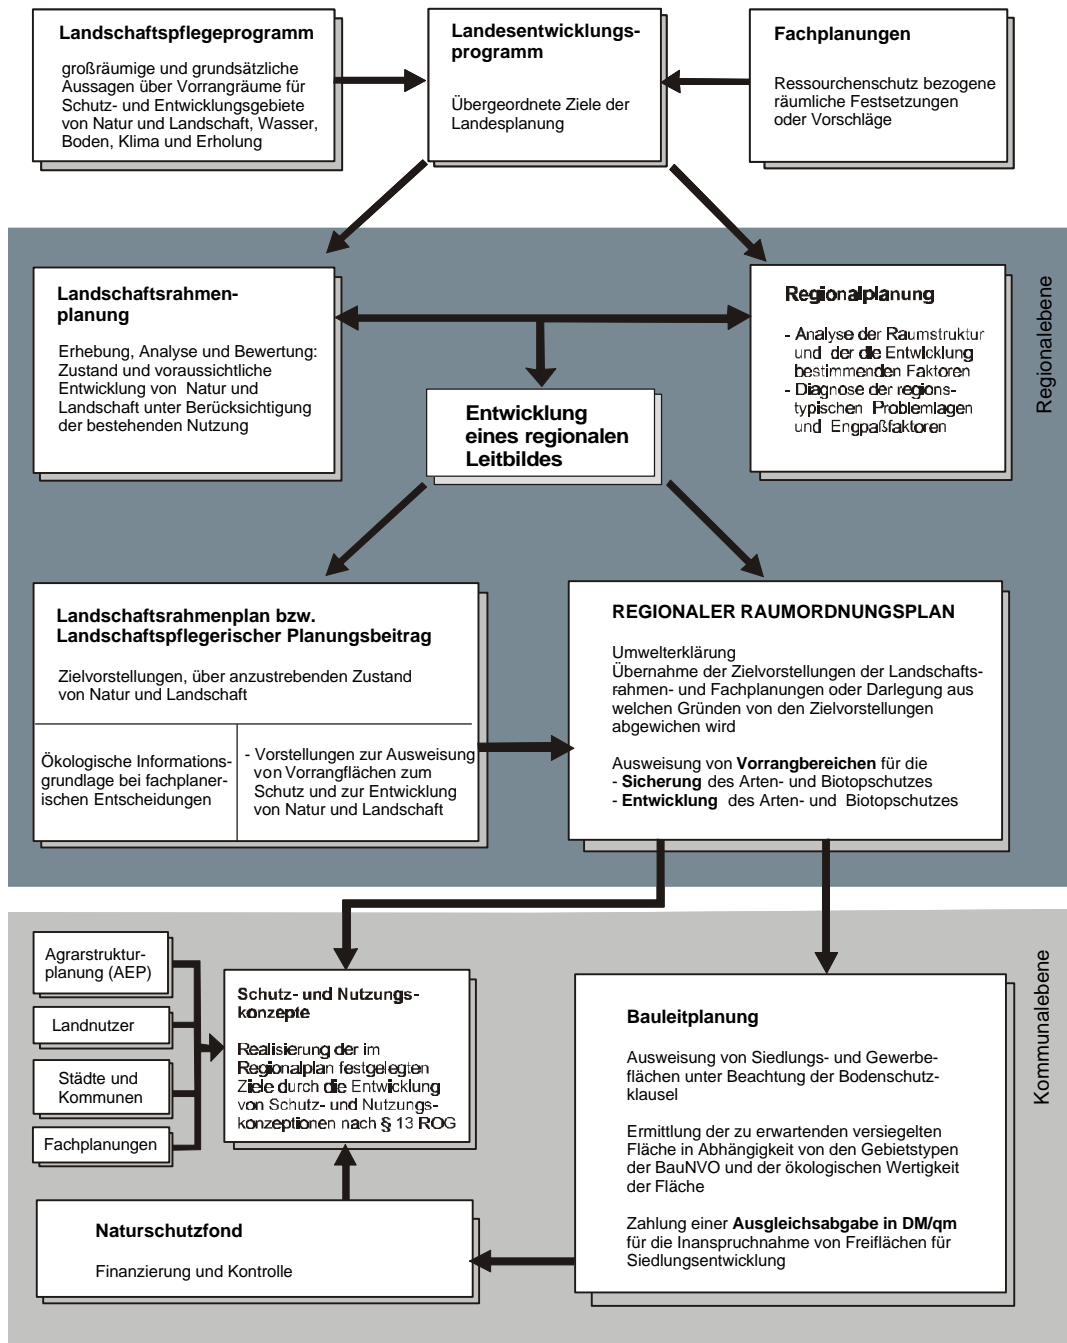 Landschaftspflegeprogramm
großräumige und grundsätzliche
Aussagen über Vorrangräume für
Schutz- und Entwicklungsgebiete
von Natur und Landschaft, Wasser,
Boden, Klima und Erholung
Landesentwicklungs-
programm
Übergeordnete Ziele der
Landesplanung
Fachplanungen
Ressourchenschutz bezogene
räumliche Festsetzungen
oder Vorschläge
Regionalebene
Landschaftsrahmen-
planung
Erhebung, Analyse und Bewertung:
Zustand und voraussichtliche
Entwicklung von Natur und
Landschaft unter Berücksichtigung
der bestehenden Nutzung
Regionalplanung
- Analyse der Raumstruktur
und der die Entwicklung
bestimmenden Faktoren
- Diagnose der regions-
typischen Problemlagen
und Engpaßfaktoren
Entwicklung
eines regionalen
Leitbildes
Landschaftsrahmenplan bzw.
Landschaftspflegerischer Planungsbeitrag
Zielvorstellungen, über anzustrebenden Zustand
von Natur und Landschaft
Ökologische Informations-
grundlage bei fachplaner-
ischen Entscheidungen
- Vorstellungen zur Ausweisung
von Vorrangflächen zum
Schutz und zur Entwicklung
von Natur und Landschaft
REGIONALER RAUMORDNUNGSPLAN
Umwelterklärung
Übernahme der Zielvorstellungen der Landschafts-
rahmen- und Fachplanungen oder Darlegung aus
welchen Gründen von den Zielvorstellungen
abgewichen wird
Ausweisung von Vorrangbereichen für die
- Sicherung des Arten- und Biotopschutzes
- Entwicklung des Arten- und Biotopschutzes
Kommunalebene
Agrarstruktur-
planung (AEP)
Landnutzer
Städte und
Kommunen
Fachplanungen
Schutz- und Nutzungs-
konzepte
Realisierung der im
Regionalplan festgelegten
Ziele durch die Entwicklung
von Schutz- und Nutzungs-
konzeptionen nach § 13 ROG
Bauleitplanung
Ausweisung von Siedlungs- und Gewerbe-
flächen unter Beachtung der Bodenschutz-
klausel
Ermittlung der zu erwartenden versiegelten
Fläche in Abhängigkeit von den Gebietstypen
der BauNVO und der ökologischen Wertigkeit
der Fläche
Zahlung einer Ausgleichsabgabe in DM/qm
für die Inanspruchnahme von Freiflächen für
Siedlungsentwicklung
Naturschutzfond
Finanzierung und Kontrolle